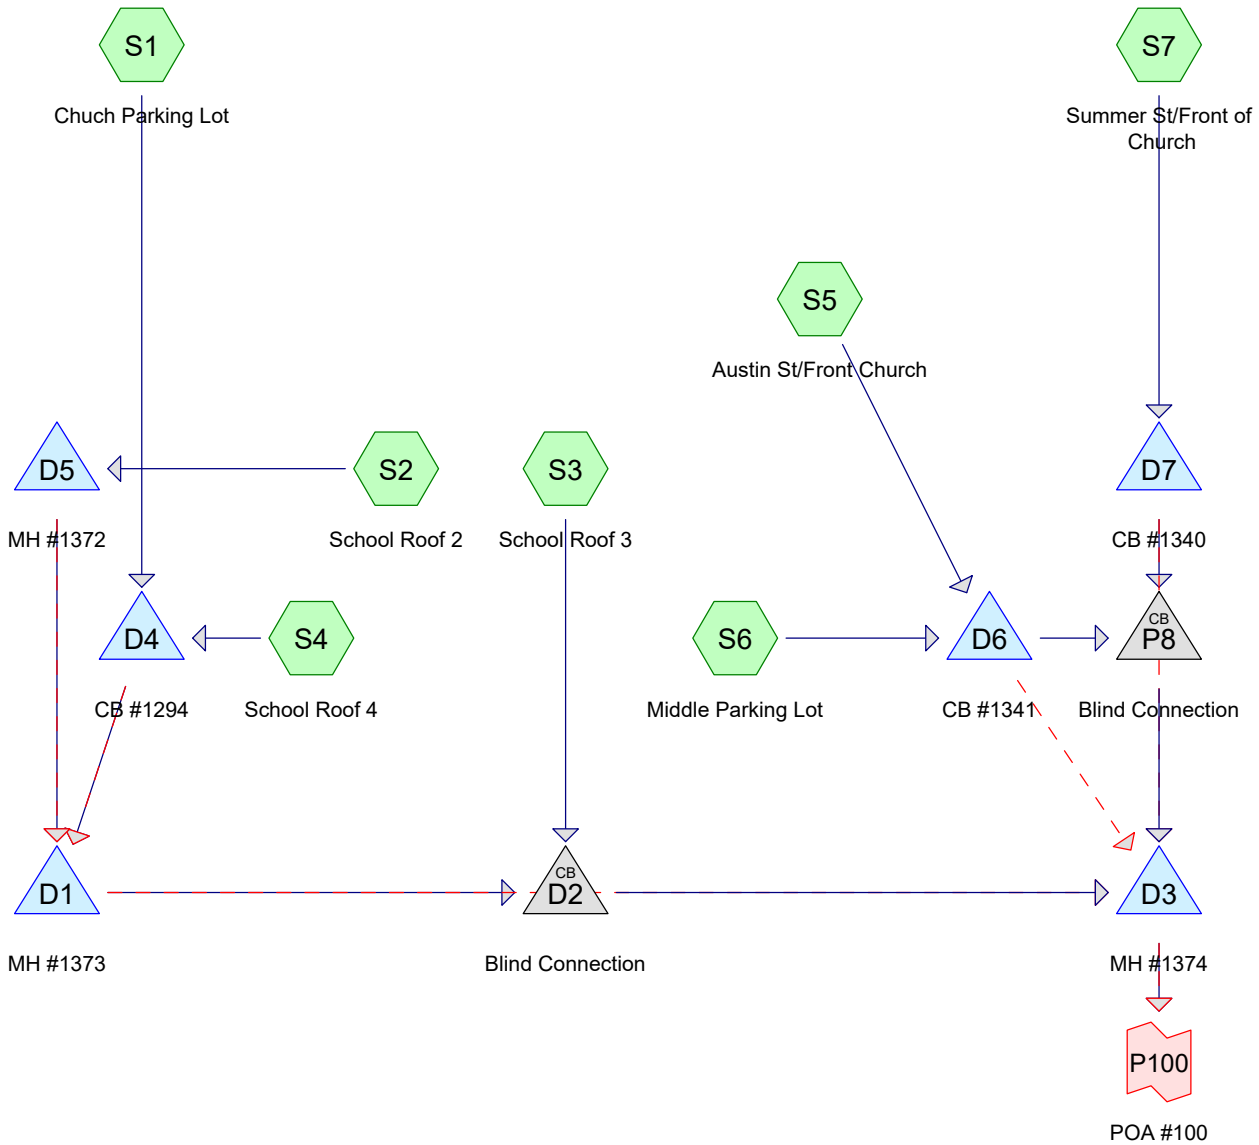 S1
S7
Chuch Parking Lot
Summer St/Front of
Church
S5
Austin St/Front Church
D5
S2
S3
D7
MH #1372
School Roof 2
School Roof 3
CB #1340
D4
S4
S6
D6
CB
P8
CB #1294
School Roof 4
Middle Parking Lot
CB #1341
Blind Connection
D1
CB
D2
D3
MH #1373
Blind Connection
MH #1374
P100
POA #100